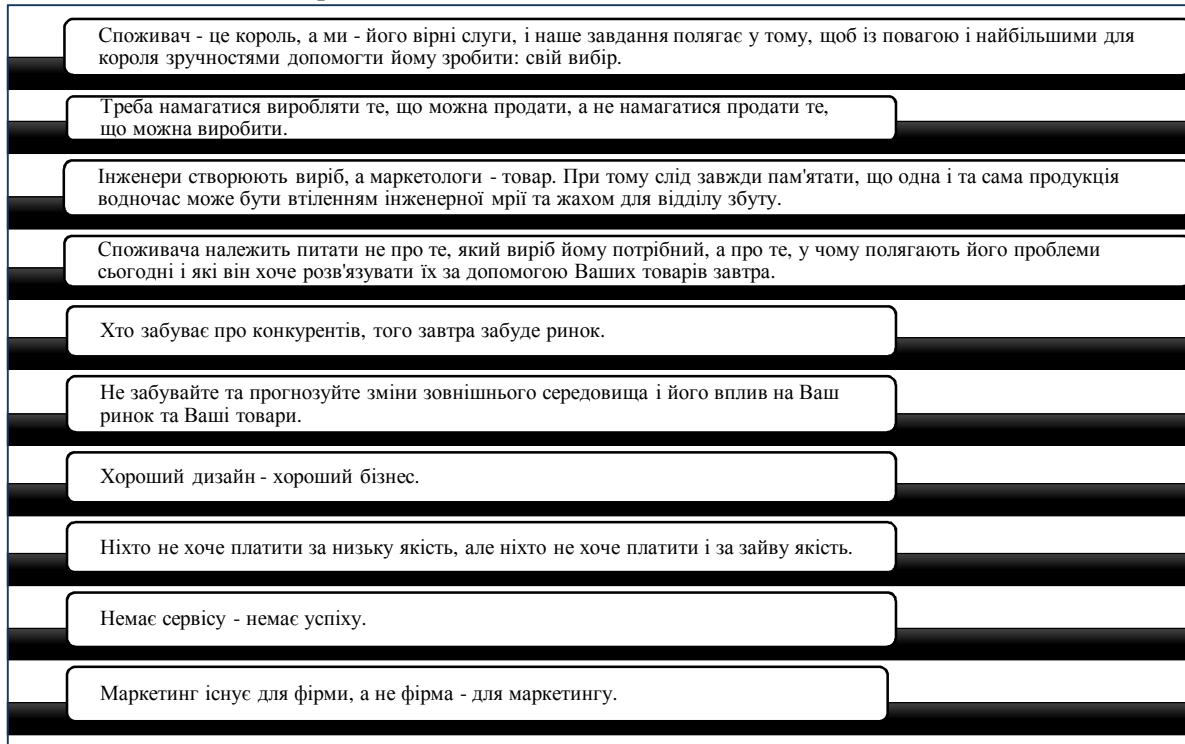 Споживач - це король, а ми - його вірні слуги, і наше завдання полягає у тому, щоб із повагою і найбільшими для
короля зручностями допомогти йому зробити: свій вибір.
Треба намагатися виробляти те, що можна продати, а не намагатися продати те,
що можна виробити.
Інженери створюють виріб, а маркетологи - товар. При тому слід завжди пам'ятати, що одна і та сама продукція
водночас може бути втіленням інженерної мрії та жахом для відділу збуту.
Споживача належить питати не про те, який виріб йому потрібний, а про те, у чому полягають його проблеми
сьогодні і які він хоче розв'язувати їх за допомогою Ваших товарів завтра.
Хто забуває про конкурентів, того завтра забуде ринок.
Не забувайте та прогнозуйте зміни зовнішнього середовища і його вплив на Ваш
ринок та Ваші товари.
Хороший дизайн - хороший бізнес.
Ніхто не хоче платити за низьку якість, але ніхто не хоче платити і за зайву якість.
Немає сервісу - немає успіху.
Маркетинг існує для фірми, а не фірма - для маркетингу.